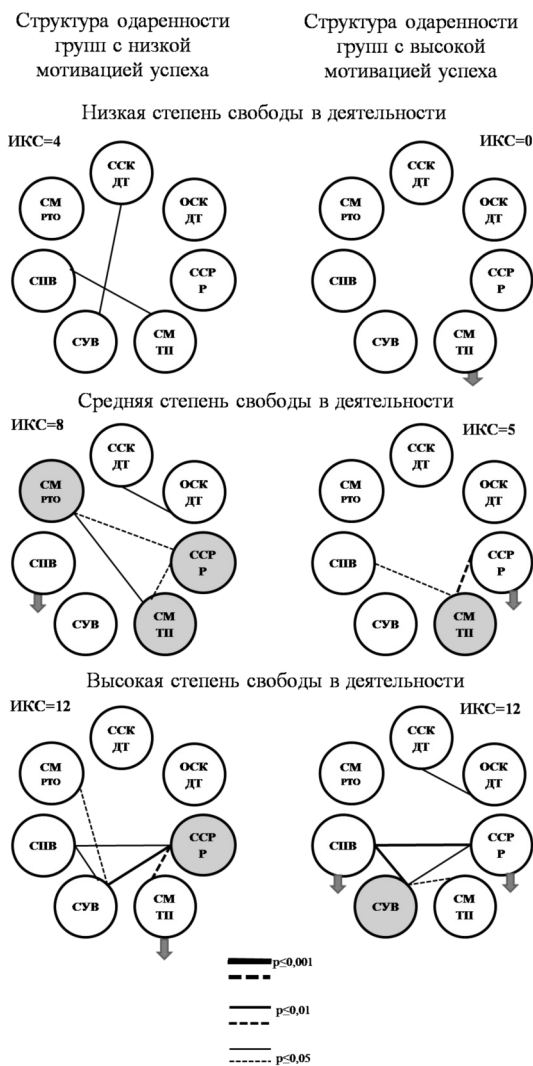 Структура одаренности
групп с низкой
мотивацией успеха
Структура одаренности
групп с высокой
мотивацией успеха
Низкая степень свободы в деятельности
ИКС=4
ССК
ДТ
СМ
РТО
ОСК
ДТ
СПВ
ССР
Р
СУВ
СМ
ТП
ИКС=0
ССК
ДТ
СМ
РТО
ОСК
ДТ
СПВ
ССР
Р
СУВ
СМ
ТП
Средняя степень свободы в деятельности
ИКС=8
ССК
ДТ
СМ
РТО
ОСК
ДТ
СПВ
ССР
Р
СУВ
СМ
ТП
ИКС=5
ССК
ДТ
СМ
РТО
ОСК
ДТ
СПВ
ССР
Р
СУВ
СМ
ТП
Высокая степень свободы в деятельности
ИКС=12
ССК
ДТ
СМ
РТО
ОСК
ДТ
СПВ
ССР
Р
СУВ
СМ
ТП
ИКС=12
ССК
ДТ
СМ
РТО
ОСК
ДТ
СПВ
ССР
Р
СУВ
СМ
ТП
p≤0,001
p≤0,01
p≤0,05